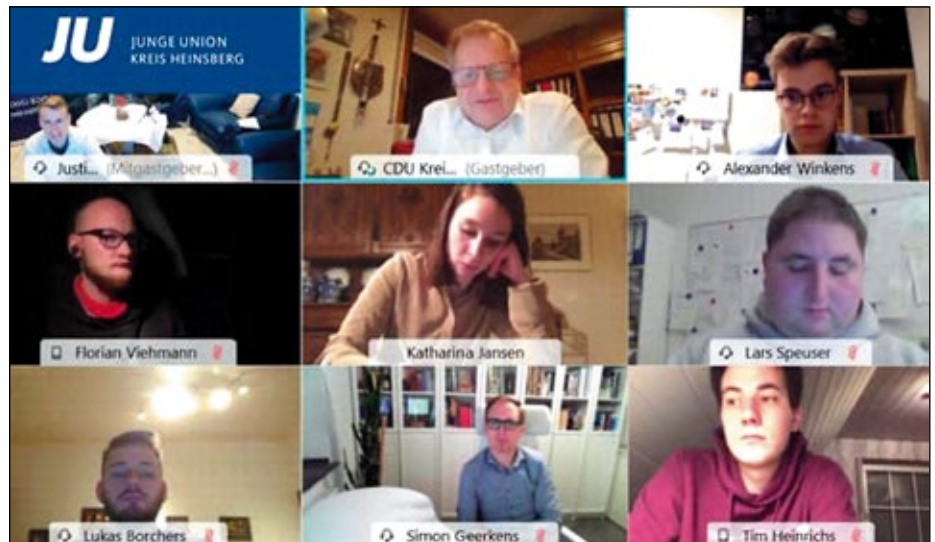 JU JUNGE UNION
KREIS HEINSBERG
Justi... (Mitgastgeber...)
CDU Krei... (Gastgeber)
Alexander Winkens
Florian Viehmann
Katharina Jansen
Lars Speuser
Lukas Borchers
Simon Geerkens
Tim Heinrichs